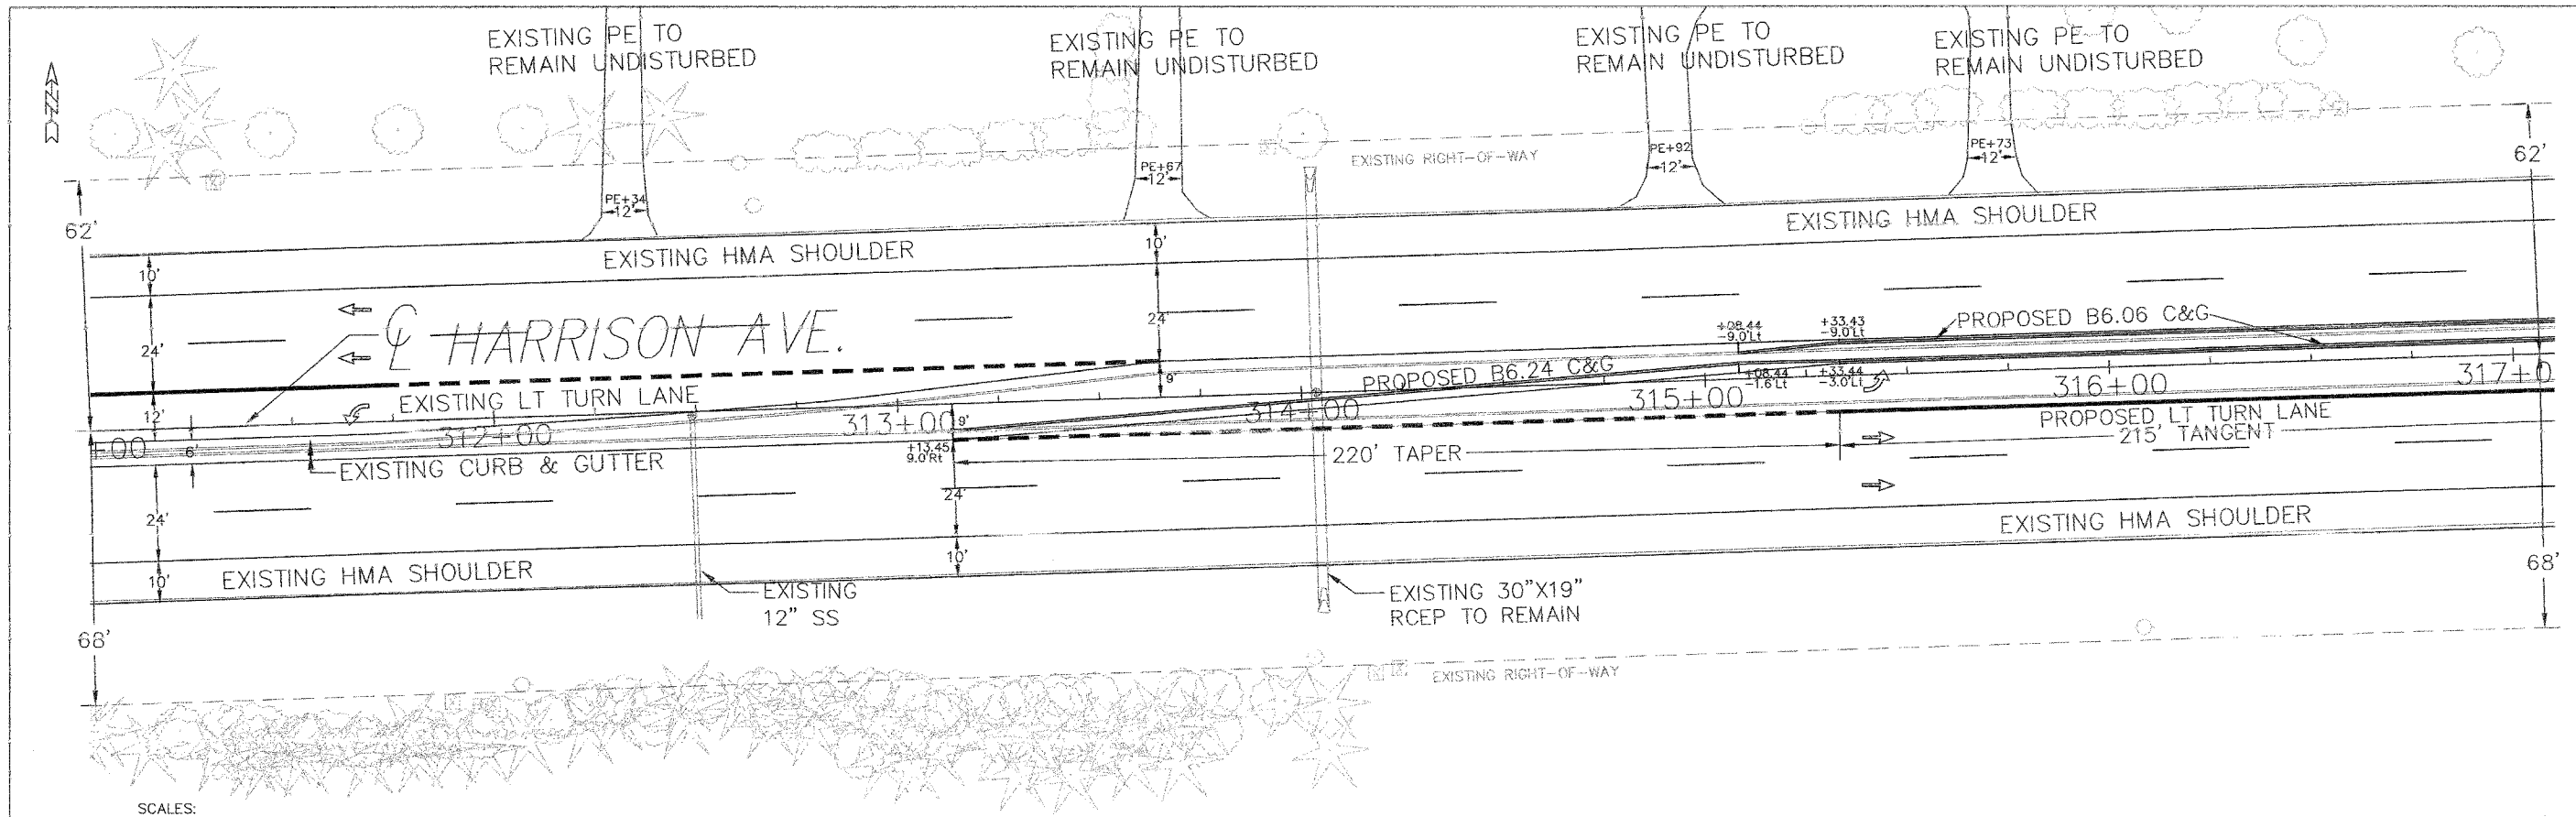 EXISTING PE TO
REMAIN UNDISTURBED
EXISTING PE TO
REMAIN UNDISTURBED
EXISTING PE TO
REMAIN UNDISTURBED
EXISTING PE TO
REMAIN UNDISTURBED
62'
62'
EXISTING RIGHT-OF-WAY
PE+34
12'
PE+67
12'
PE+92
12'
PE+73
12'
EXISTING HMA SHOULDER
EXISTING HMA SHOULDER
10'
10'
24'
24'
℄ HARRISON AVE.
+08.44
-9.0'Lt
+33.43
-9.0'Lt
PROPOSED B6.06 C&G
PROPOSED B6.24 C&G
+08.44
-1.6'Lt
+33.44
-3.0'Lt
9'
12'
EXISTING LT TURN LANE
+00
312+00
313+00
314+00
315+00
316+00
317+0
9'
6'
+13.45
9.0'Rt
EXISTING CURB & GUTTER
220' TAPER
PROPOSED LT TURN LANE
215' TANGENT
24'
24'
10'
10'
EXISTING HMA SHOULDER
EXISTING HMA SHOULDER
EXISTING
12" SS
EXISTING 30"X19"
RCEP TO REMAIN
68'
68'
EXISTING RIGHT-OF-WAY
SCALES: